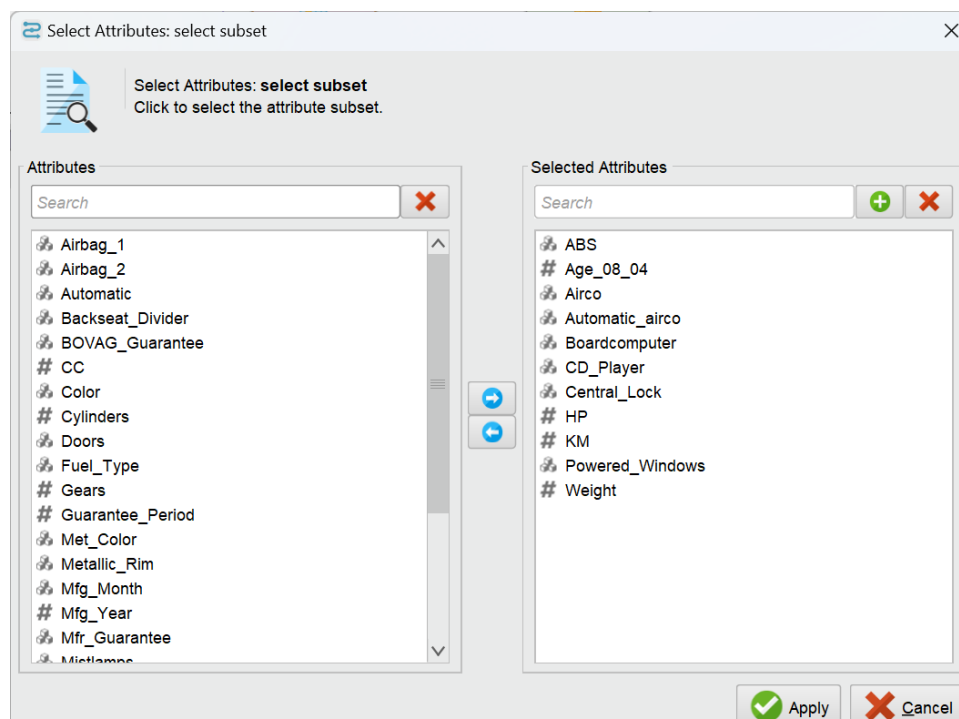 Select Attributes: select subset
Select Attributes: select subset
Click to select the attribute subset.
Attributes
Search
Airbag_1
Airbag_2
Automatic
Backseat_Divider
BOVAG_Guarantee
CC
Color
Cylinders
Doors
Fuel_Type
Gears
Guarantee_Period
Met_Color
Metallic_Rim
Mfg_Month
Mfg_Year
Mfr_Guarantee
Mistlamps
Selected Attributes
Search
ABS
Age_08_04
Airco
Automatic_airco
Boardcomputer
CD_Player
Central_Lock
HP
KM
Powered_Windows
Weight
Apply
Cancel